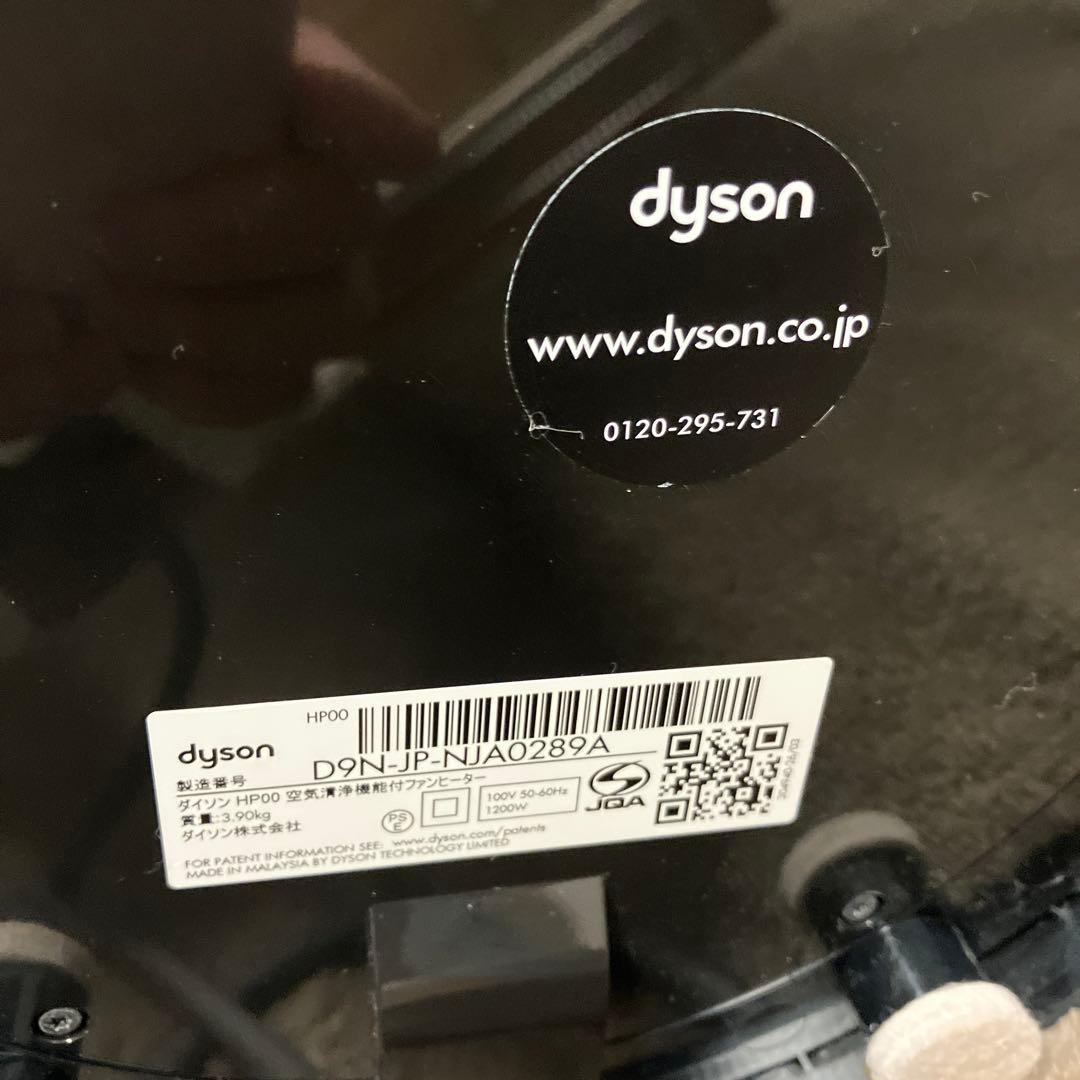 dyson
www.dyson.co.jp
0120-295-731
HP00
dyson
製造番号 D9N-JP-NJA0289A
ダイソン HP00 空気清浄機能付ファンヒーター
質量:3.90kg
ダイソン株式会社
PS
E
100V 50-60Hz
1200W
JQA
FOR PATENT INFORMATION SEE: www.dyson.com/patents
MADE IN MALAYSIA BY DYSON TECHNOLOGY LIMITED